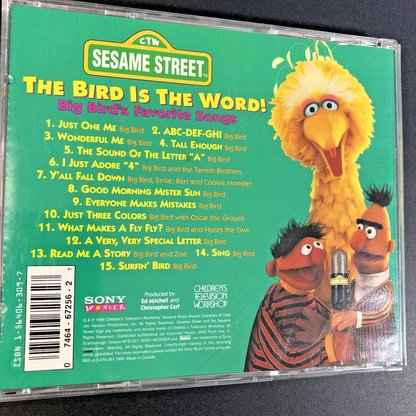 CTW
SESAME STREET
THE BIRD IS THE WORD!
Big Bird's Favorite Songs
1. JUST ONE ME Big Bird 2. ABC-DEF-GHI Big Bird
3. WONDERFUL ME Big Bird 4. TALL ENOUGH Big Bird
5. THE SOUND OF THE LETTER "A" Big Bird
6. I JUST ADORE "4" Big Bird and the Tarnish Brothers
7. Y'ALL FALL DOWN Big Bird, Ernie, Bert and Cookie Monster
8. GOOD MORNING MISTER SUN Big Bird
9. EVERYONE MAKES MISTAKES Big Bird
10. JUST THREE COLORS Big Bird with Oscar the Grouch
11. WHAT MAKES A FLY FLY? Big Bird and Hoots the Owl
12. A VERY, VERY SPECIAL LETTER Big Bird
13. READ ME A STORY Big Bird and Zoe 14. SING Big Bird
15. SURFIN' BIRD Big Bird
ISBN 1-56406-309-7
0 7464-67256-2 7
SONY
WONDER
Produced by:
Ed Mitchell and
Christopher Cerf
CHILDREN'S
TELEVISION
WORKSHOP